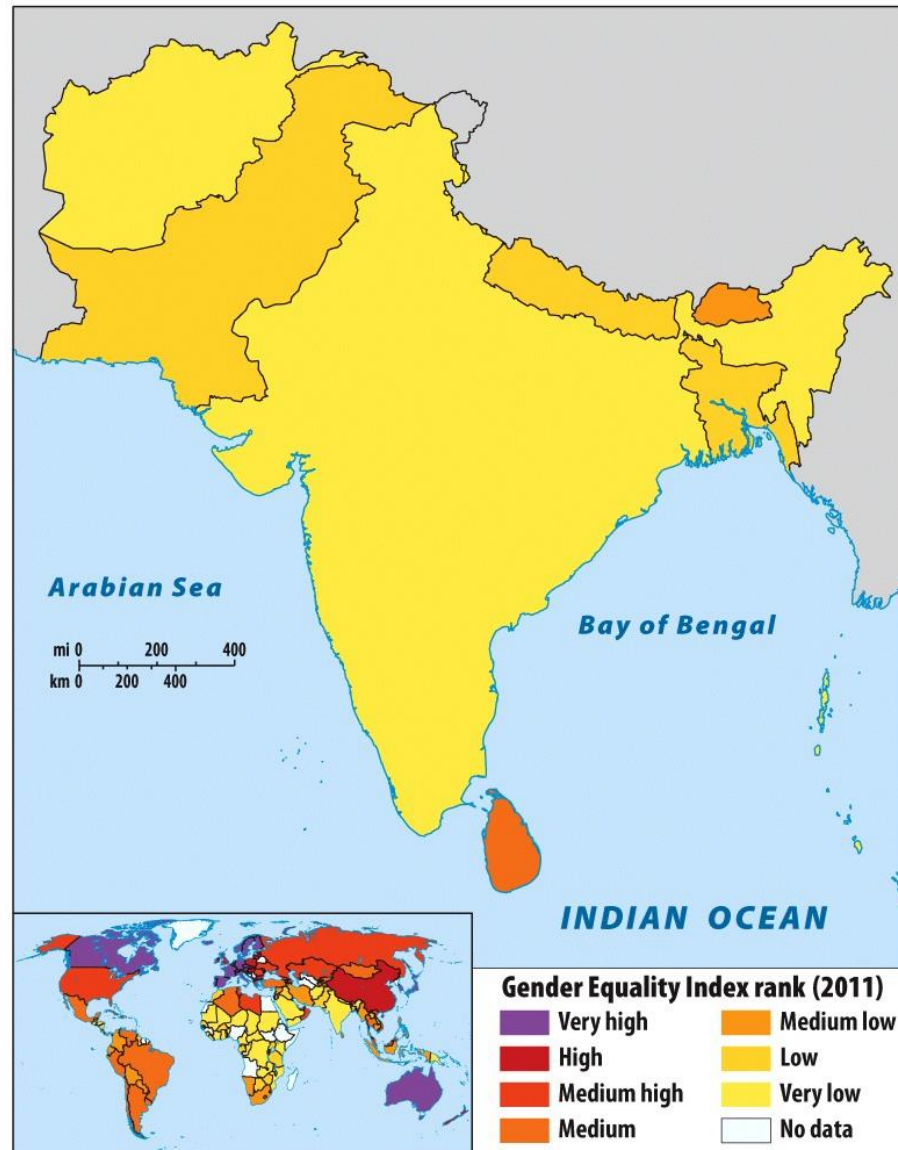 Arabian Sea
Bay of Bengal
mi 0 200 400
km 0 200 400
INDIAN OCEAN
Gender Equality Index rank (2011)
Very high
High
Medium high
Medium
Medium low
Low
Very low
No data